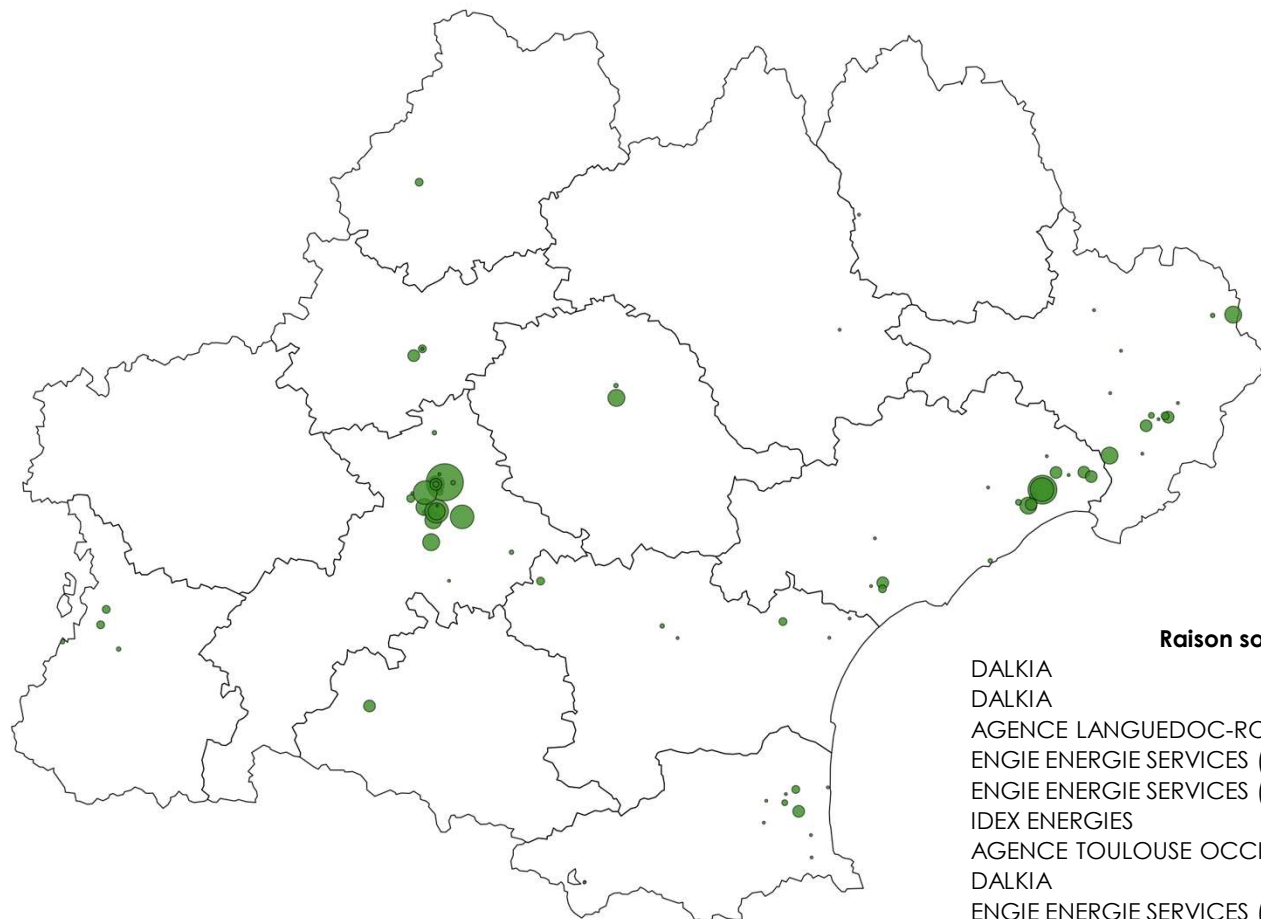 Raison so
DALKIA
DALKIA
AGENCE LANGUEDOC-RO
ENGIE ENERGIE SERVICES (
ENGIE ENERGIE SERVICES (
IDEX ENERGIES
AGENCE TOULOUSE OCCI
DALKIA
ENGIE ENERGIE SERVICES (